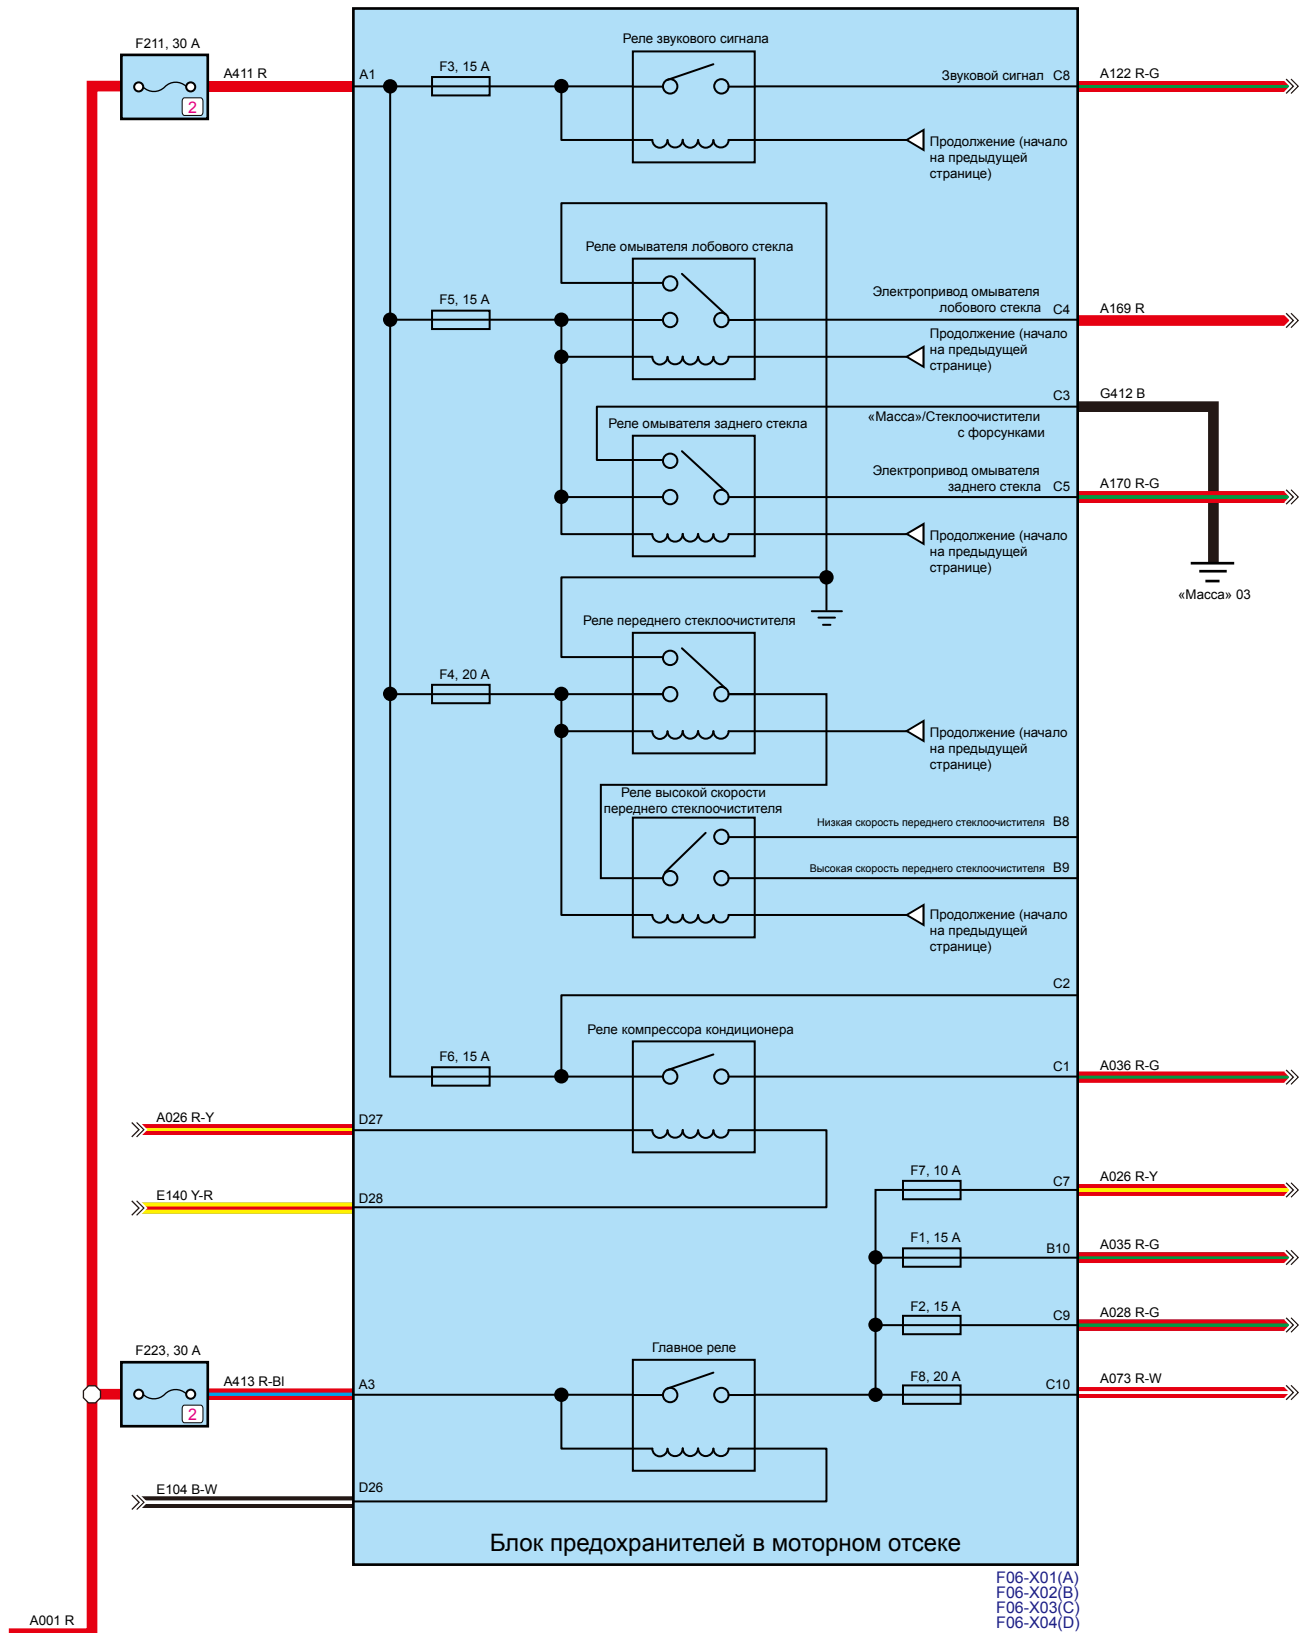 F211, 30 A
2
A411 R
A1
F3, 15 A
Реле звукового сигнала
Звуковой сигнал C8
A122 R-G
Продолжение (начало
на предыдущей
странице)
Реле омывателя лобового стекла
F5, 15 A
Электропривод омывателя
лобового стекла C4
A169 R
Продолжение (начало
на предыдущей
странице)
C3
G412 B
«Масса»/Стеклоочистители
с форсунками
Реле омывателя заднего стекла
Электропривод омывателя
заднего стекла C5
A170 R-G
Продолжение (начало
на предыдущей
странице)
«Масса» 03
Реле переднего стеклоочистителя
F4, 20 A
Продолжение (начало
на предыдущей
странице)
Реле высокой скорости
переднего стеклоочистителя
Низкая скорость переднего стеклоочистителя B8
Высокая скорость переднего стеклоочистителя B9
Продолжение (начало
на предыдущей
странице)
C2
Реле компрессора кондиционера
F6, 15 A
C1
A036 R-G
A026 R-Y
D27
E140 Y-R
D28
F7, 10 A
C7
A026 R-Y
F1, 15 A
B10
A035 R-G
F2, 15 A
C9
A028 R-G
F223, 30 A
2
A413 R-Bl
A3
Главное реле
F8, 20 A
C10
A073 R-W
E104 B-W
D26
Блок предохранителей в моторном отсеке
F06-X01(A)
F06-X02(B)
F06-X03(C)
F06-X04(D)
A001 R